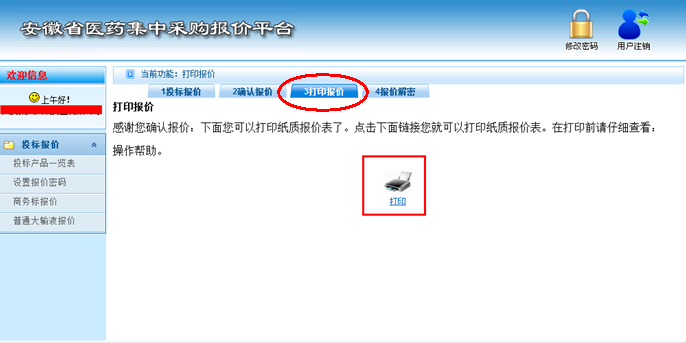 安徽省医药集中采购报价平台
修改密码
用户注销
欢迎信息
当前功能：打印报价
上午好！
1投标报价
2确认报价
3打印报价
4报价解密
打印报价
感谢您确认报价：下面您可以打印纸质报价表了。点击下面链接您就可以打印纸质报价表。在打印前请仔细查看：
操作帮助。
投标报价
投标产品一览表
设置报价密码
商务标报价
普通大输液报价
打印